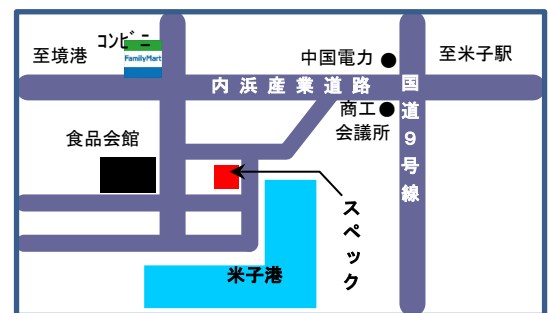 コンビニ
至境港
FamilyMart
中国電力
至米子駅
内浜産業道路
国道９号線
商工
会議所
食品会館
スペック
米子港